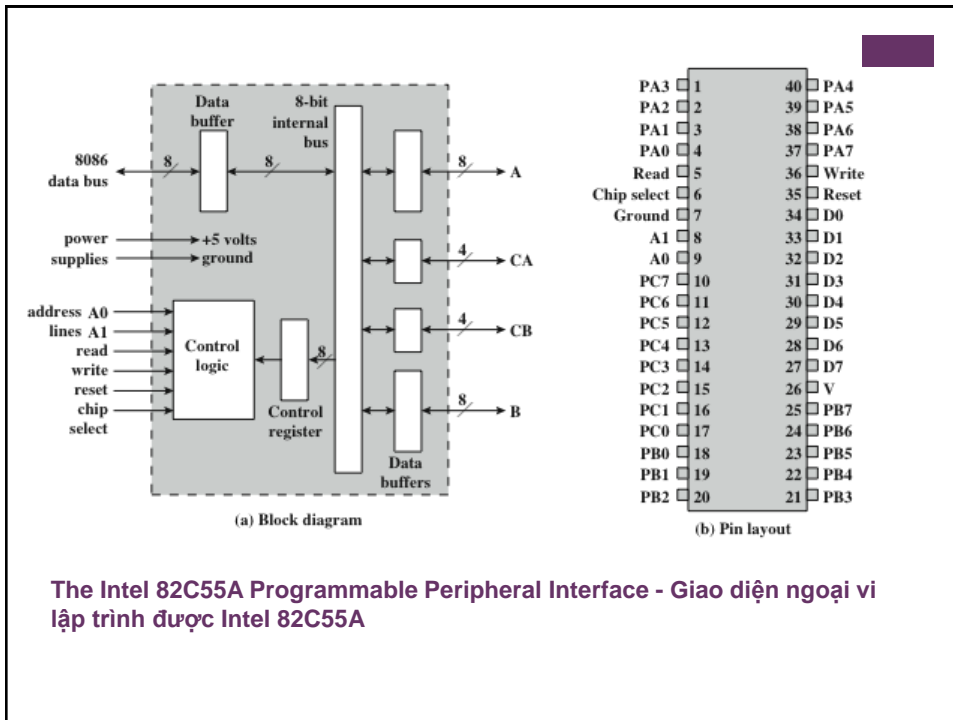 Data
buffer
8-bit
internal
bus
8086
data bus
8
8
8
A
power
supplies
+5 volts
ground
4
CA
address A0
lines A1
read
write
reset
chip
select
Control
logic
Control
register
8
4
CB
8
B
Data
buffers
(a) Block diagram
PA3 1 40 PA4
PA2 2 39 PA5
PA1 3 38 PA6
PA0 4 37 PA7
Read 5 36 Write
Chip select 6 35 Reset
Ground 7 34 D0
A1 8 33 D1
A0 9 32 D2
PC7 10 31 D3
PC6 11 30 D4
PC5 12 29 D5
PC4 13 28 D6
PC3 14 27 D7
PC2 15 26 V
PC1 16 25 PB7
PC0 17 24 PB6
PB0 18 23 PB5
PB1 19 22 PB4
PB2 20 21 PB3
(b) Pin layout
The Intel 82C55A Programmable Peripheral Interface - Giao diện ngoại vi
lập trình được Intel 82C55A